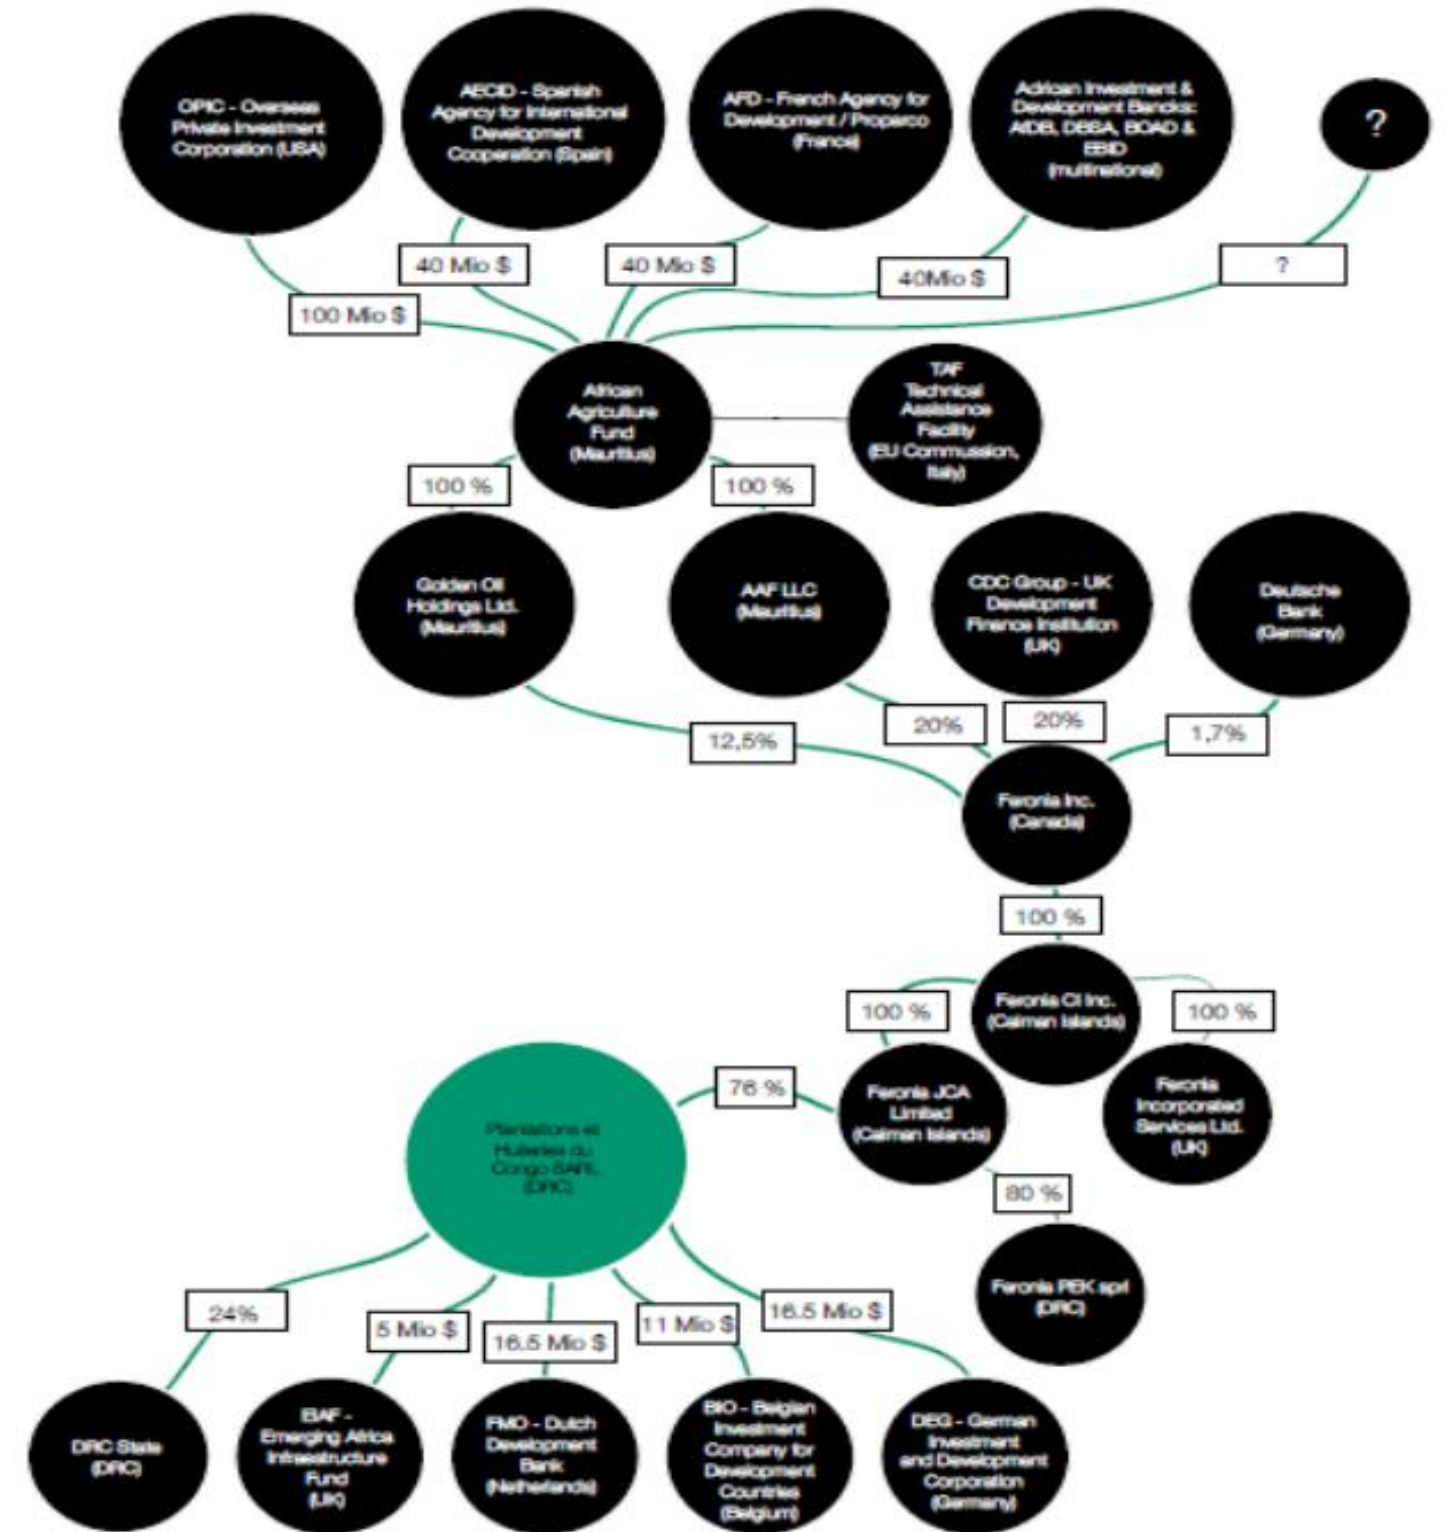 OPIC - Overseas
Private Investment
Corporation (USA)
AECID - Spanish
Agency for International
Development
Cooperation (Spain)
AFD - French Agency for
Development / Proparco
(France)
Adrican Investment &
Development Bancks:
AfDB, DBSA, BOAD &
EBID
(multinational)
?
40 Mio $
40 Mio $
40Mio $
?
100 Mio $
African
Agriculture
Fund
(Mauritius)
TAF
Technical
Assistance
Facility
(EU Commussion,
Italy)
100 %
100 %
Golden Oil
Holdings Ltd.
(Mauritius)
AAF LLC
(Mauritius)
CDC Group - UK
Development
Finance Institution
(UK)
Deutsche
Bank
(Germany)
12,5%
20%
20%
1,7%
Feronia Inc.
(Canada)
100 %
Feronia CI Inc.
(Caiman Islands)
100 %
100 %
76 %
Feronia JCA
Limited
(Caiman Islands)
Feronia
Incorporated
Services Ltd.
(UK)
Plantations et
Huileries du
Congo SARL
(DRC)
80 %
Feronia PEK sprl
(DRC)
24%
5 Mio $
16.5 Mio $
11 Mio $
16.5 Mio $
DRC State
(DRC)
EIAF -
Emerging Africa
Infraestructure
Fund
(UK)
FMO - Dutch
Development
Bank
(Netherlands)
BIO - Belgian
Investment
Company for
Development
Countries
(Belgium)
DEG - German
Investment
and Development
Corporation
(Germany)